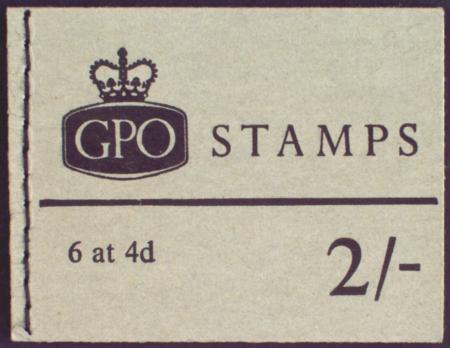 GPO STAMPS
6 at 4d 2/-